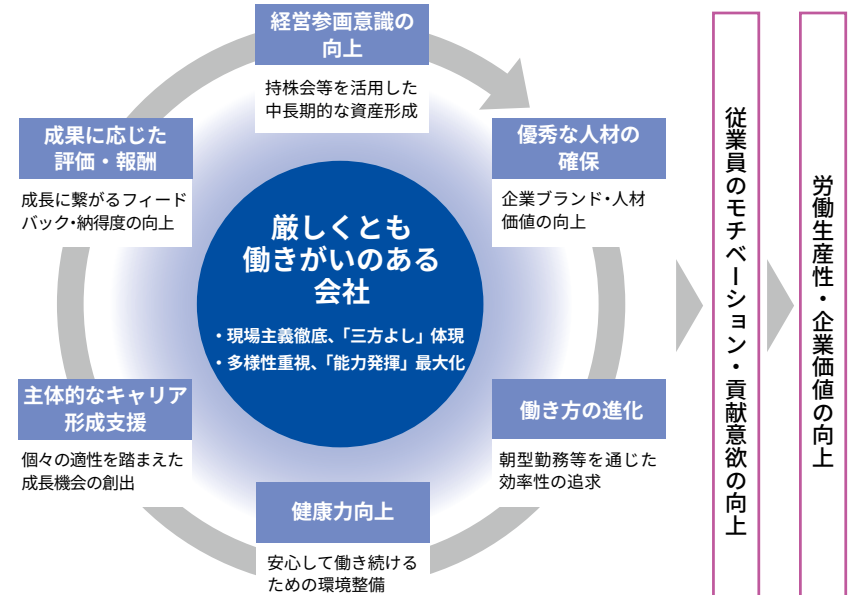 経営参画意識の
向上
持株会等を活用した
中長期的な資産形成
優秀な人材の
確保
企業ブランド・人材
価値の向上
働き方の進化
朝型勤務等を通じた
効率性の追求
健康力向上
安心して働き続ける
ための環境整備
主体的なキャリア
形成支援
個々の適性を踏まえた
成長機会の創出
成果に応じた
評価・報酬
成長に繋がるフィード
バック・納得度の向上
厳しくとも
働きがいのある
会社
・現場主義徹底、「三方よし」体現
・多様性重視、「能力発揮」最大化
従業員のモチベーション・貢献意欲の向上
労働生産性・企業価値の向上